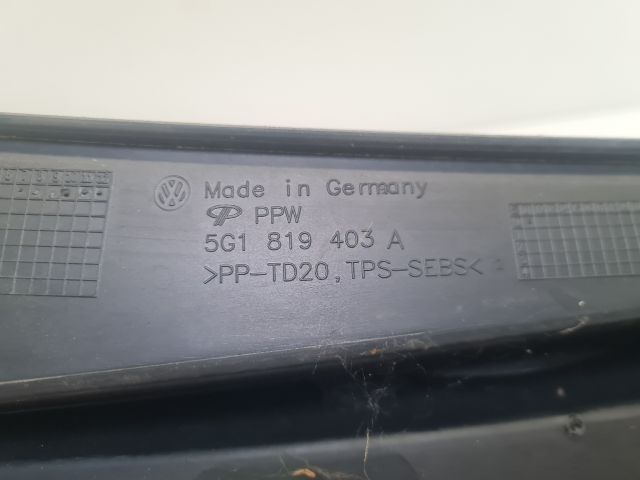 Made in Germany
PPW
5G1 819 403 A
>PP-TD20,TPS-SEBS<